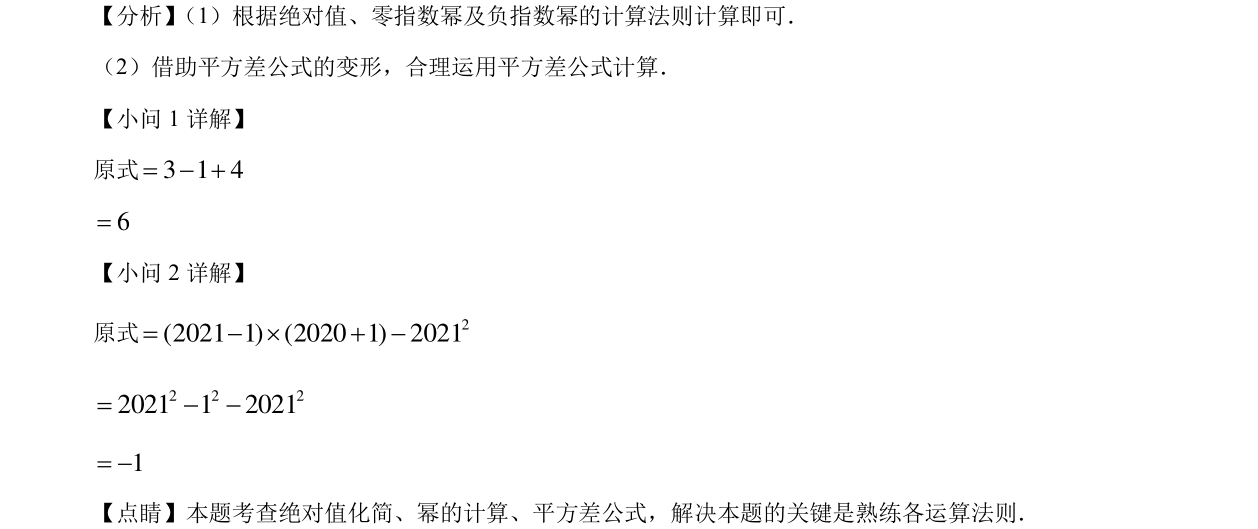 【分析】（1）根据绝对值、零指数幂及负指数幂的计算法则计算即可．
（2）借助平方差公式的变形，合理运用平方差公式计算．
【小问 1 详解】
原式＝3−1+4
＝6
【小问 2 详解】
原式＝(2021−1)×(2020+1)−2021²
＝2021²−1²−2021²
＝−1
【点睛】本题考查绝对值化简、幂的计算、平方差公式，解决本题的关键是熟练各运算法则．